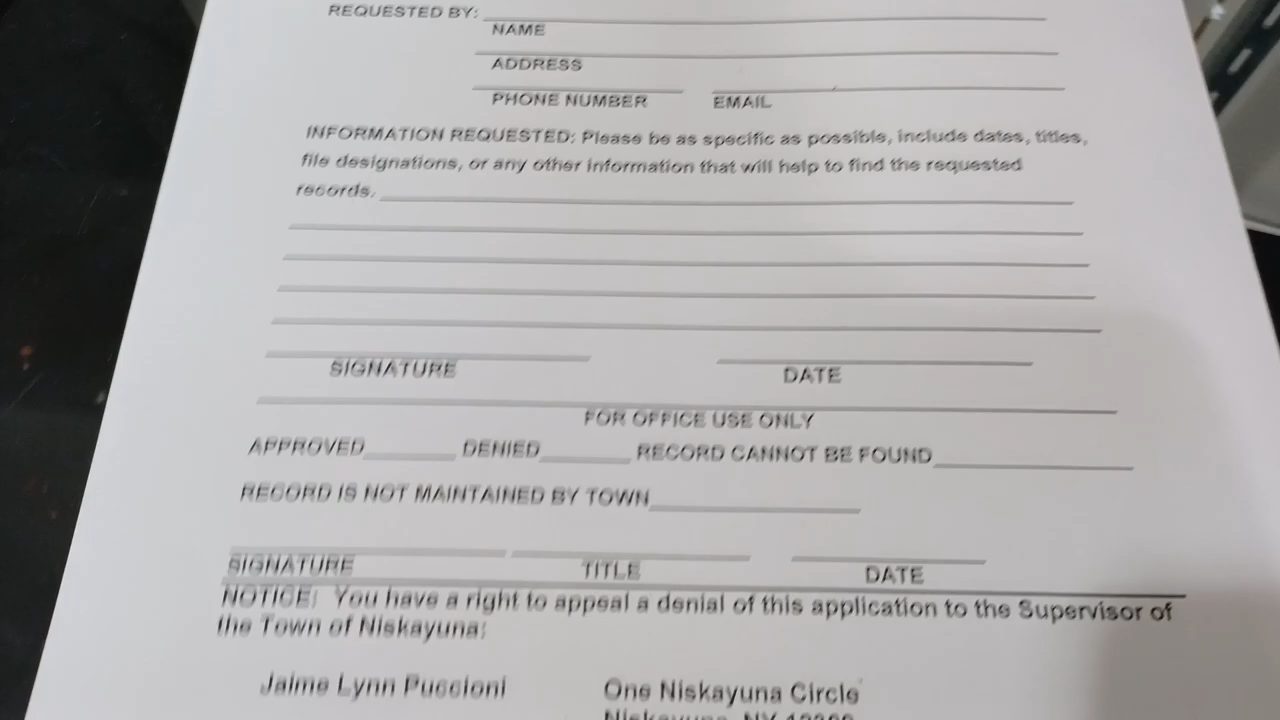 REQUESTED BY:
NAME
ADDRESS
PHONE NUMBER EMAIL
INFORMATION REQUESTED: Please be as specific as possible, include dates, titles,
file designations, or any other information that will help to find the requested
records.
SIGNATURE DATE
FOR OFFICE USE ONLY
APPROVED DENIED RECORD CANNOT BE FOUND
RECORD IS NOT MAINTAINED BY TOWN
SIGNATURE TITLE DATE
NOTICE: You have a right to appeal a denial of this application to the Supervisor of
the Town of Niskayuna:
Jaime Lynn Puccioni One Niskayuna Circle
Niskayuna, NY